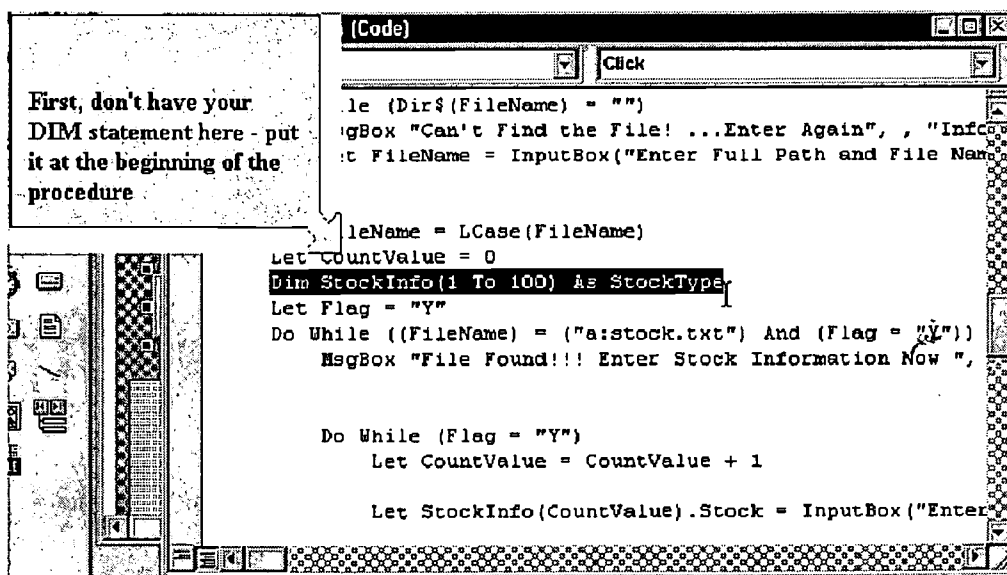 (Code)
Click
First, don't have your
DIM statement here - put
it at the beginning of the
procedure
le (Dir$(FileName) = "")
gBox "Can't Find the File! ...Enter Again", , "Info
t FileName = InputBox("Enter Full Path and File Nam
leName = LCase(FileName)
Let CountValue = 0
Dim StockInfo(1 To 100) As StockType
Let Flag = "Y"
Do While ((FileName) = ("a:stock.txt") And (Flag = "Y"))
MsgBox "File Found!!! Enter Stock Information Now ",
Do While (Flag = "Y")
Let CountValue = CountValue + 1
Let StockInfo(CountValue).Stock = InputBox("Enter